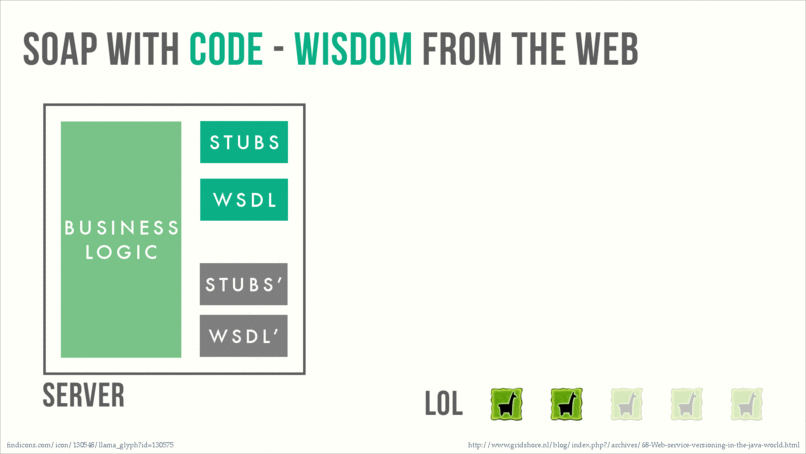 SOAP WITH CODE - WISDOM FROM THE WEB
BUSINESS
LOGIC
STUBS
WSDL
STUBS’
WSDL’
SERVER
LOL
findicons.com/icon/130548/llama_glyph?id=130575
http://www.gridshore.nl/blog/index.php?/archives/68-Web-service-versioning-in-the-java-world.html